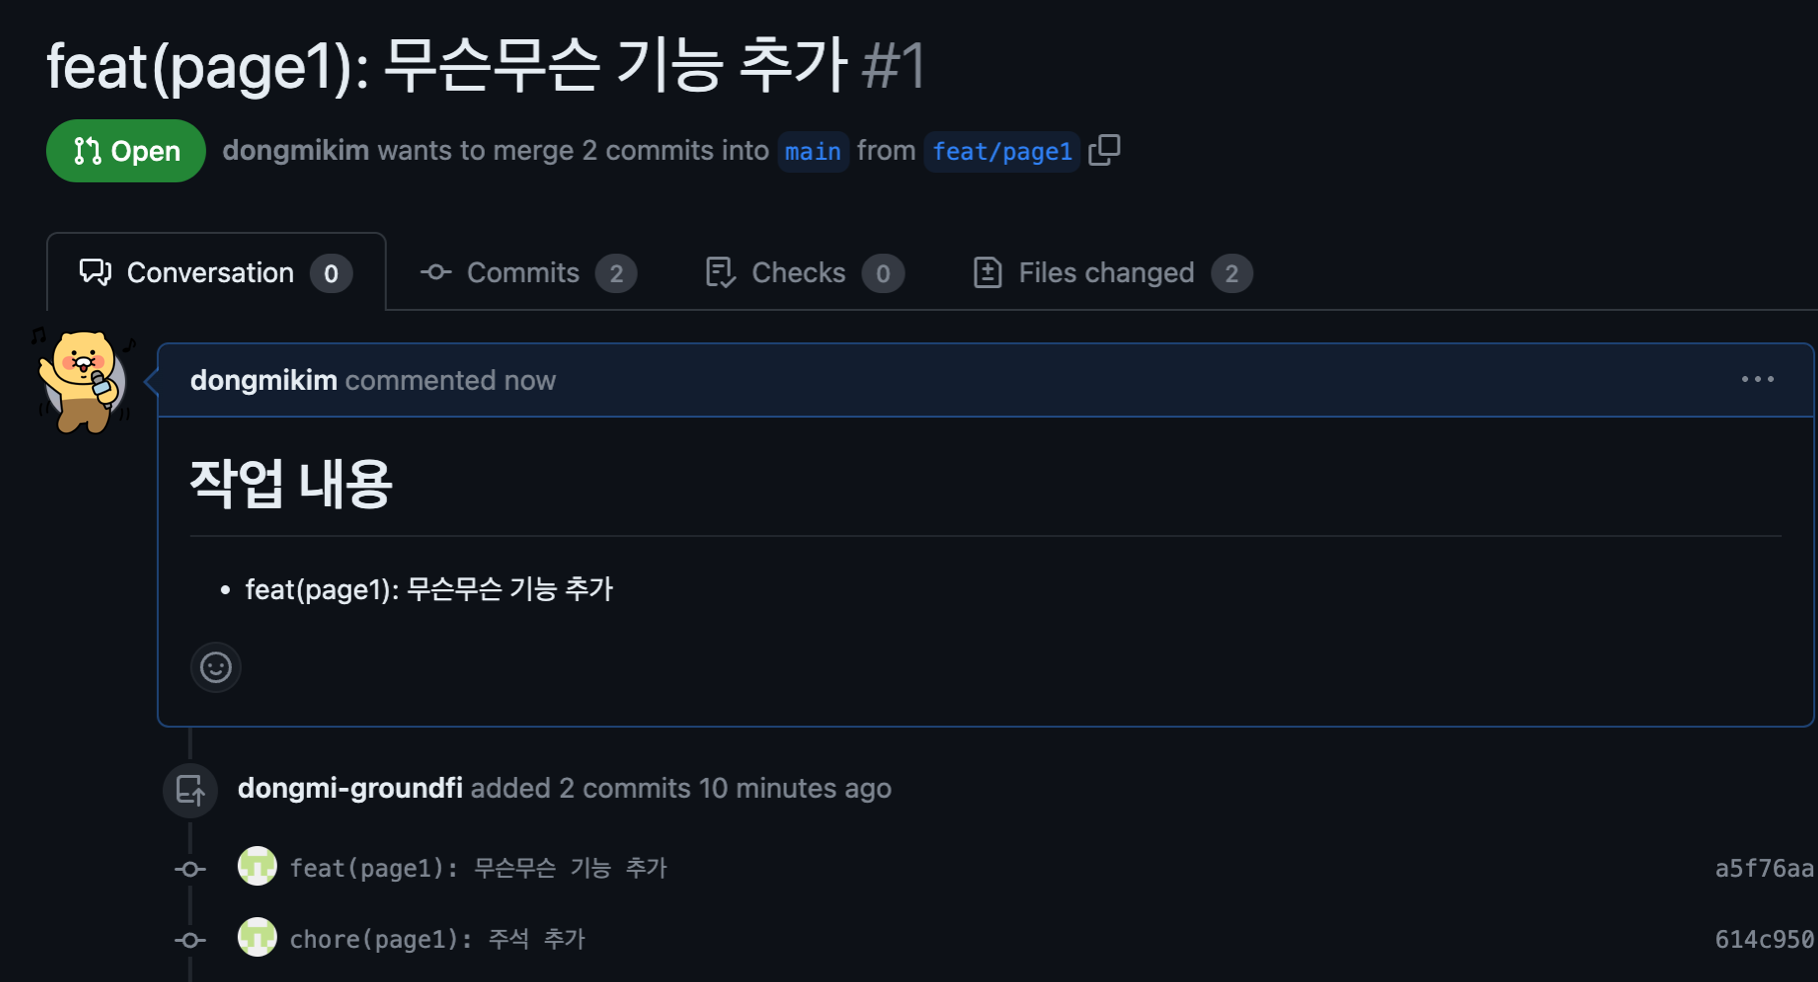 feat(page1): 무슨무슨 기능 추가 #1
Open dongmikim wants to merge 2 commits into main from feat/page1
Conversation 0 Commits 2 Checks 0 Files changed 2
dongmikim commented now
작업 내용
• feat(page1): 무슨무슨 기능 추가
dongmi-groundfi added 2 commits 10 minutes ago
feat(page1): 무슨무슨 기능 추가 a5f76aa
chore(page1): 주석 추가 614c950